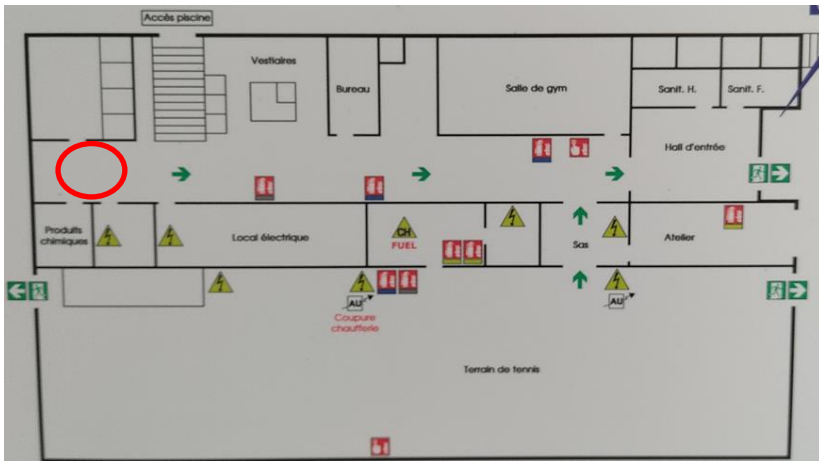 Accès piscine
Vestiaires
Bureau
Salle de gym
Sanit. H.
Sanit. F.
Hall d'entrée
Produits
chimiques
Local électrique
CH
FUEL
Sas
Atelier
AU
Coupure
chaufferie
AU
Terrain de tennis